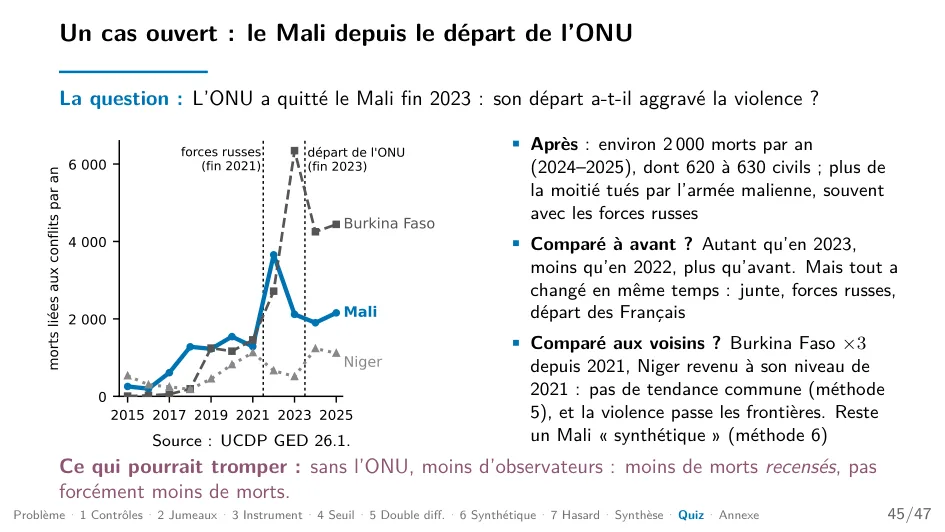 Un cas ouvert : le Mali depuis le départ de l'ONU
La question : L'ONU a quitté le Mali fin 2023 : son départ a-t-il aggravé la violence ?
morts liées aux conflits par an
6 000
4 000
2 000
0
2015 2017 2019 2021 2023 2025
forces russes
(fin 2021)
départ de l'ONU
(fin 2023)
Burkina Faso
Mali
Niger
Source : UCDP GED 26.1.
Après : environ 2 000 morts par an
(2024–2025), dont 620 à 630 civils ; plus de
la moitié tués par l'armée malienne, souvent
avec les forces russes
Comparé à avant ? Autant qu'en 2023,
moins qu'en 2022, plus qu'avant. Mais tout a
changé en même temps : junte, forces russes,
départ des Français
Comparé aux voisins ? Burkina Faso ×3
depuis 2021, Niger revenu à son niveau de
2021 : pas de tendance commune (méthode
5), et la violence passe les frontières. Reste
un Mali « synthétique » (méthode 6)
Ce qui pourrait tromper : sans l'ONU, moins d'observateurs : moins de morts recensés, pas
forcément moins de morts.
Problème · 1 Contrôles · 2 Jumeaux · 3 Instrument · 4 Seuil · 5 Double diff. · 6 Synthétique · 7 Hasard · Synthèse · Quiz · Annexe
45/47